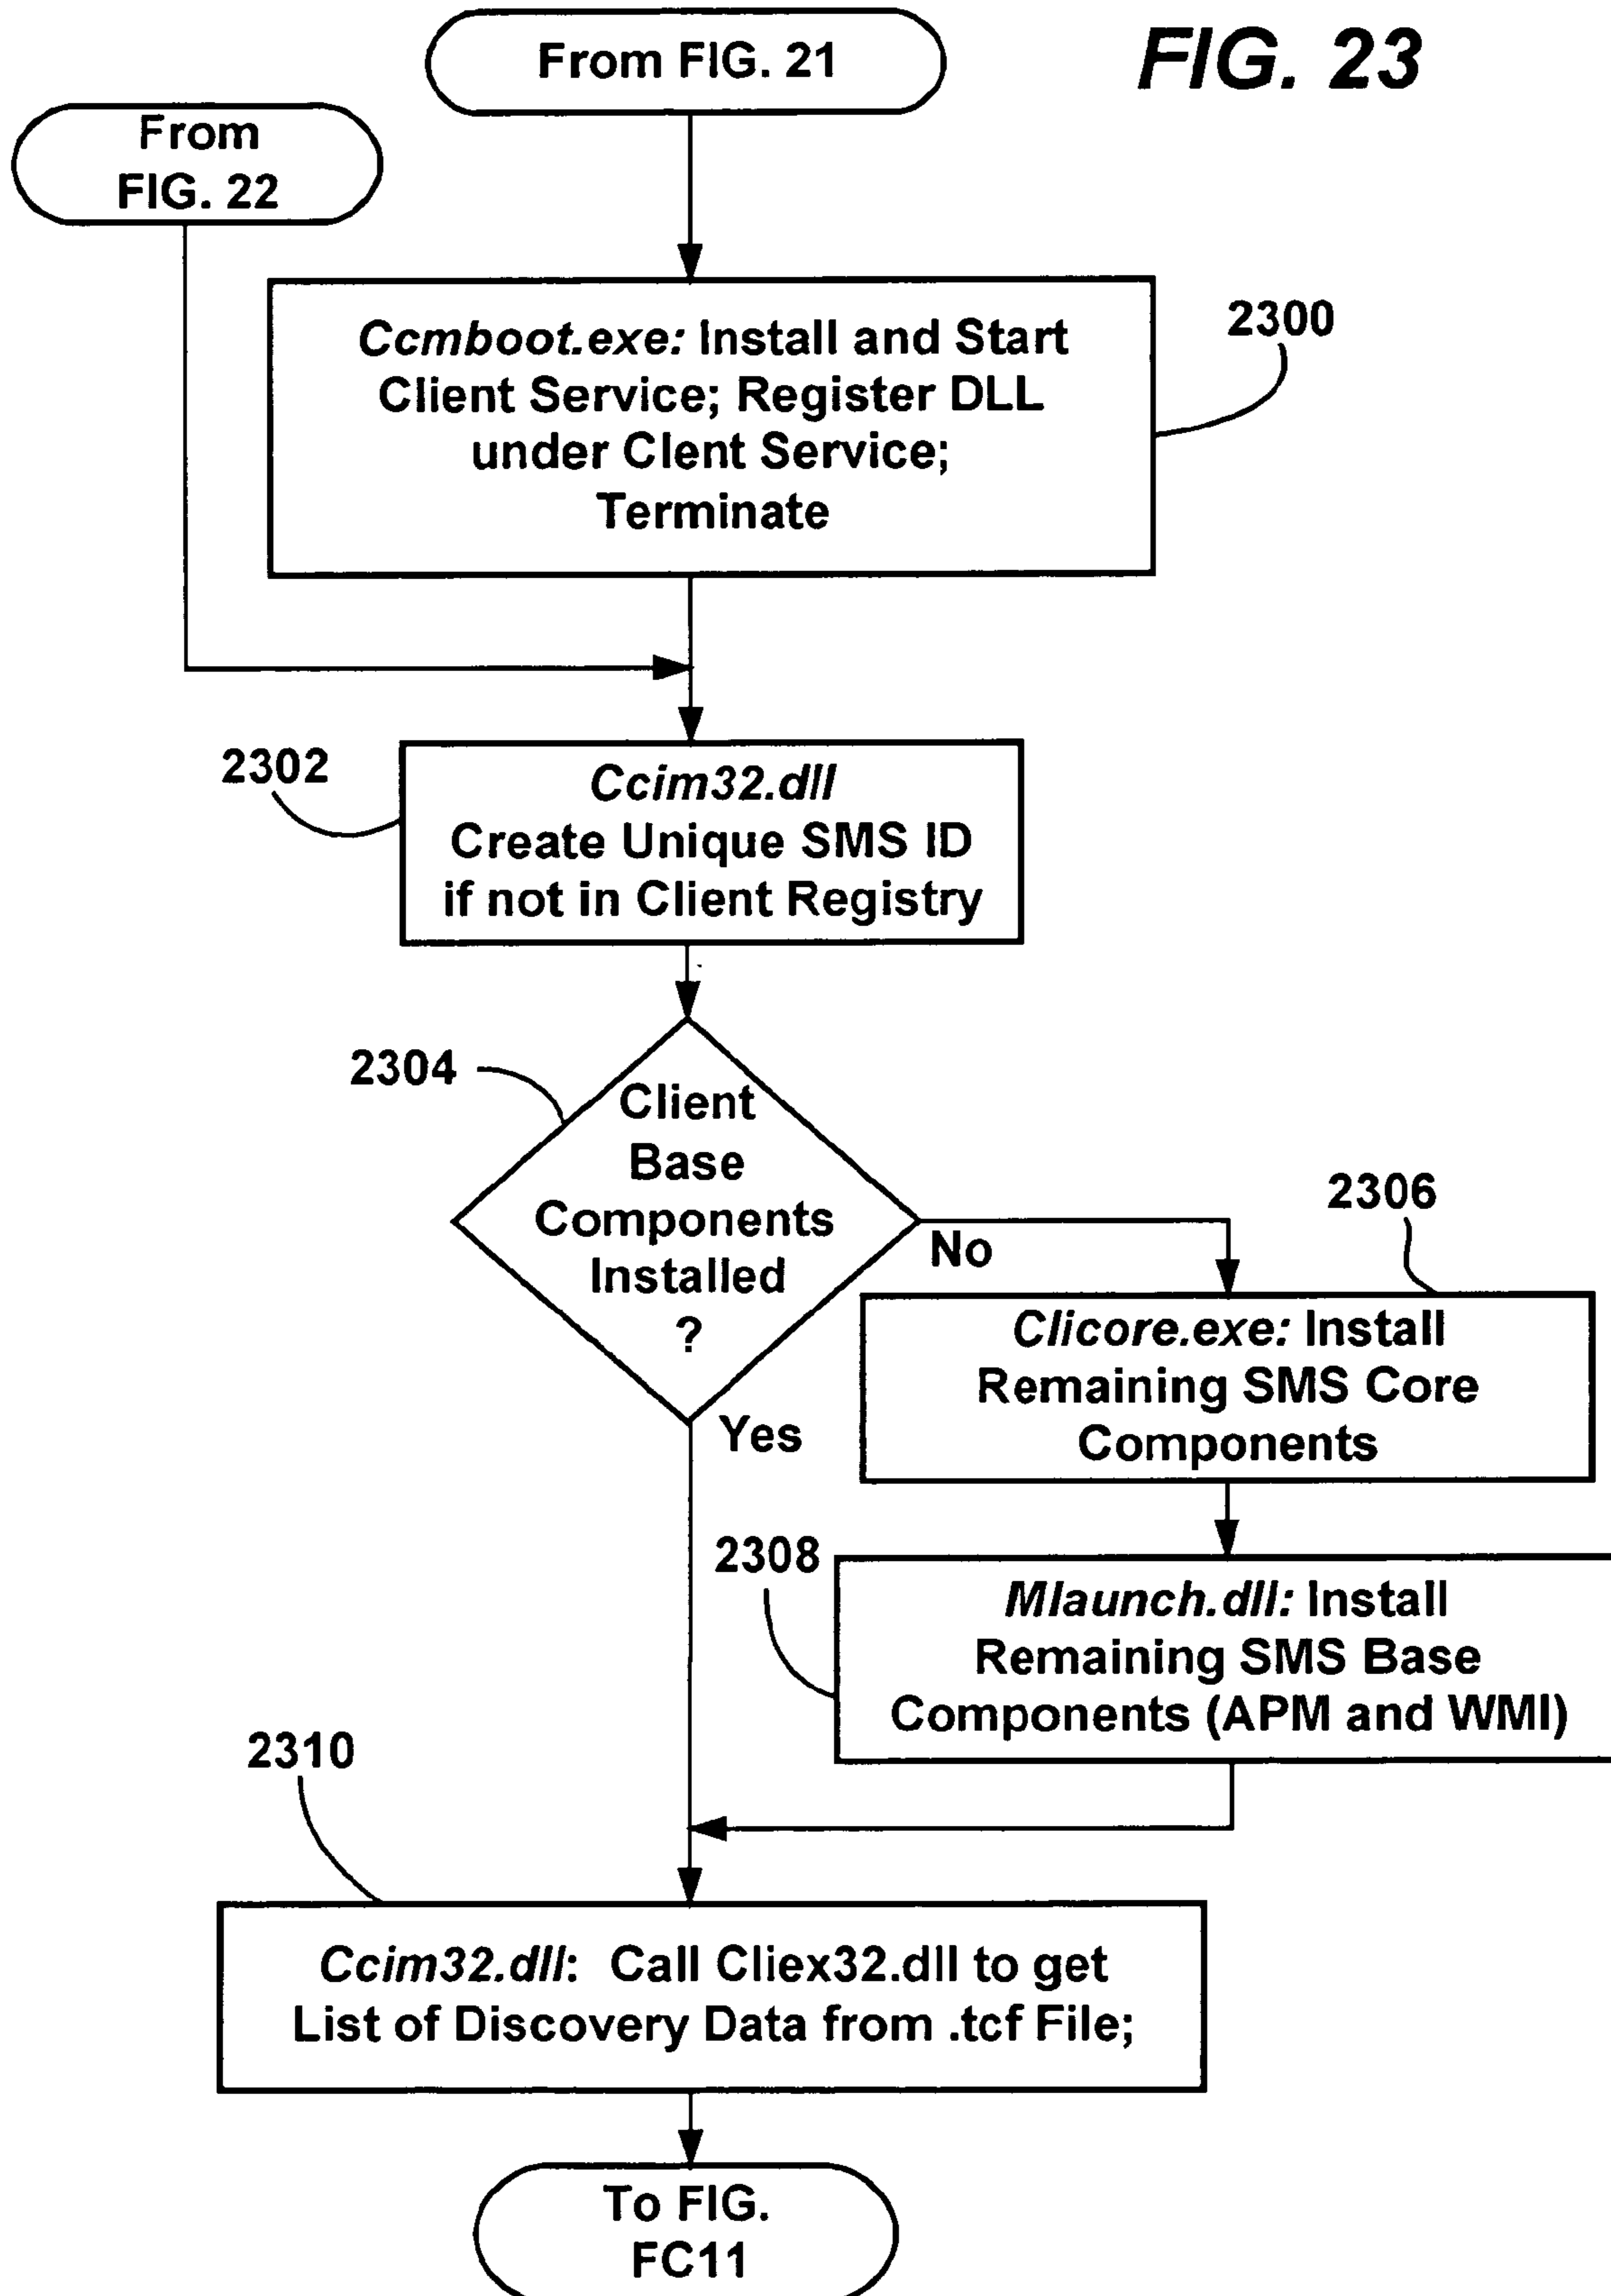 From FIG. 21
FIG. 23
From
FIG. 22
Ccmboot.exe: Install and Start
Client Service; Register DLL
under Clent Service;
Terminate
2300
2302
Ccim32.dll
Create Unique SMS ID
if not in Client Registry
2304
Client
Base
Components
Installed
?
No
Yes
2306
Clicore.exe: Install
Remaining SMS Core
Components
2308
Mlaunch.dll: Install
Remaining SMS Base
Components (APM and WMI)
2310
Ccim32.dll: Call Cliex32.dll to get
List of Discovery Data from .tcf File;
To FIG.
FC11